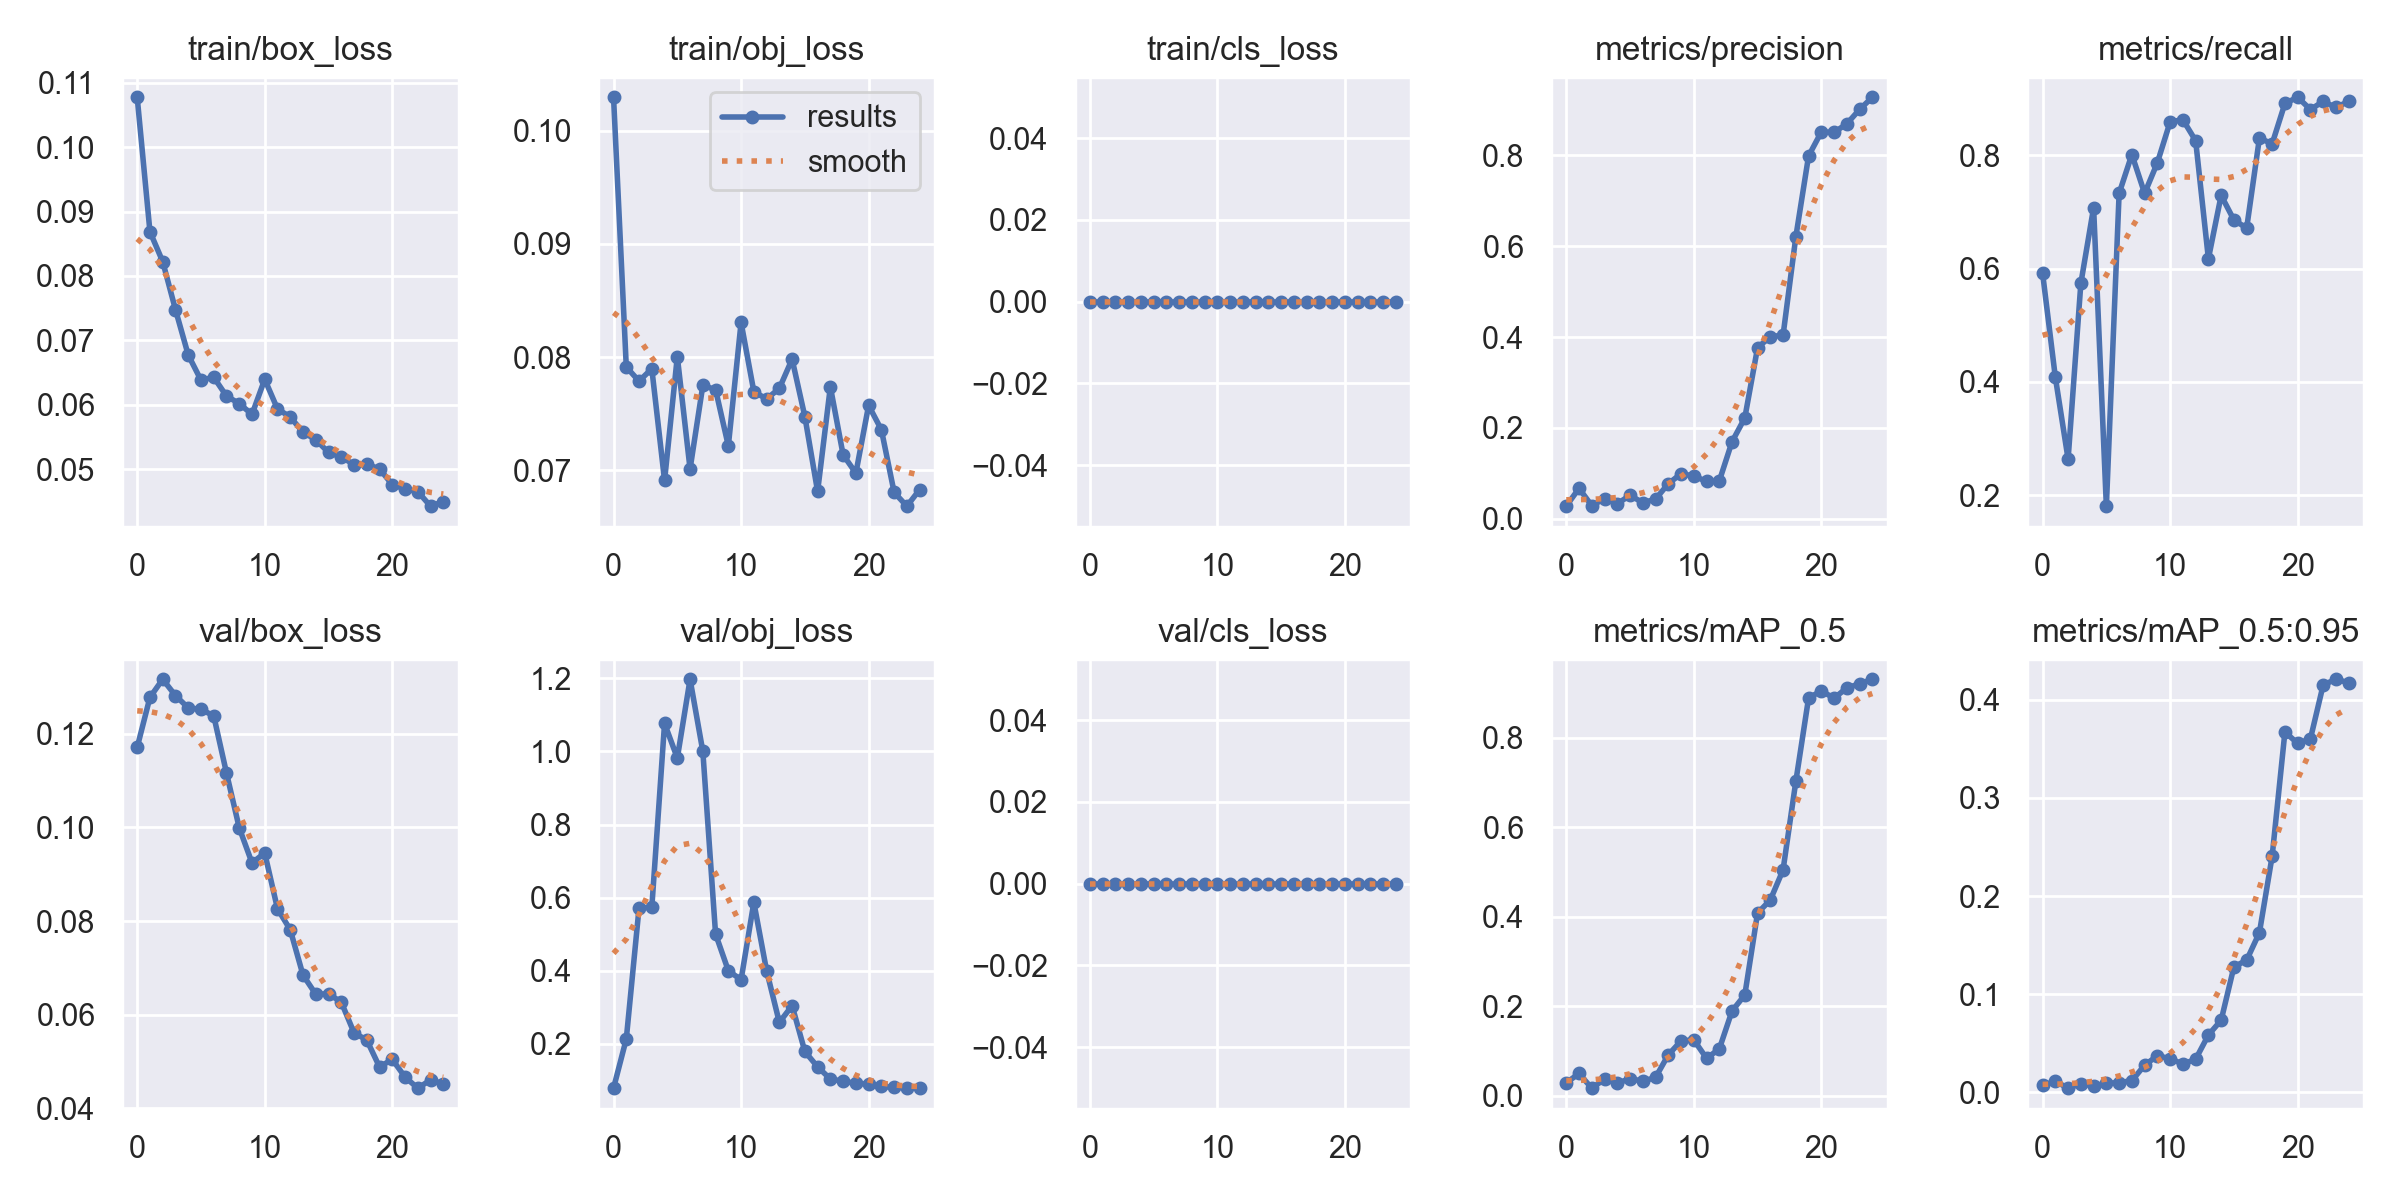 train/box_loss
0.11
0.10
0.09
0.08
0.07
0.06
0.05
0 10 20
train/obj_loss
results
smooth
0.10
0.09
0.08
0.07
0 10 20
train/cls_loss
0.04
0.02
0.00
−0.02
−0.04
0 10 20
metrics/precision
0.8
0.6
0.4
0.2
0.0
0 10 20
metrics/recall
0.8
0.6
0.4
0.2
0 10 20
val/box_loss
0.12
0.10
0.08
0.06
0.04
0 10 20
val/obj_loss
1.2
1.0
0.8
0.6
0.4
0.2
0 10 20
val/cls_loss
0.04
0.02
0.00
−0.02
−0.04
0 10 20
metrics/mAP_0.5
0.8
0.6
0.4
0.2
0.0
0 10 20
metrics/mAP_0.5:0.95
0.4
0.3
0.2
0.1
0.0
0 10 20